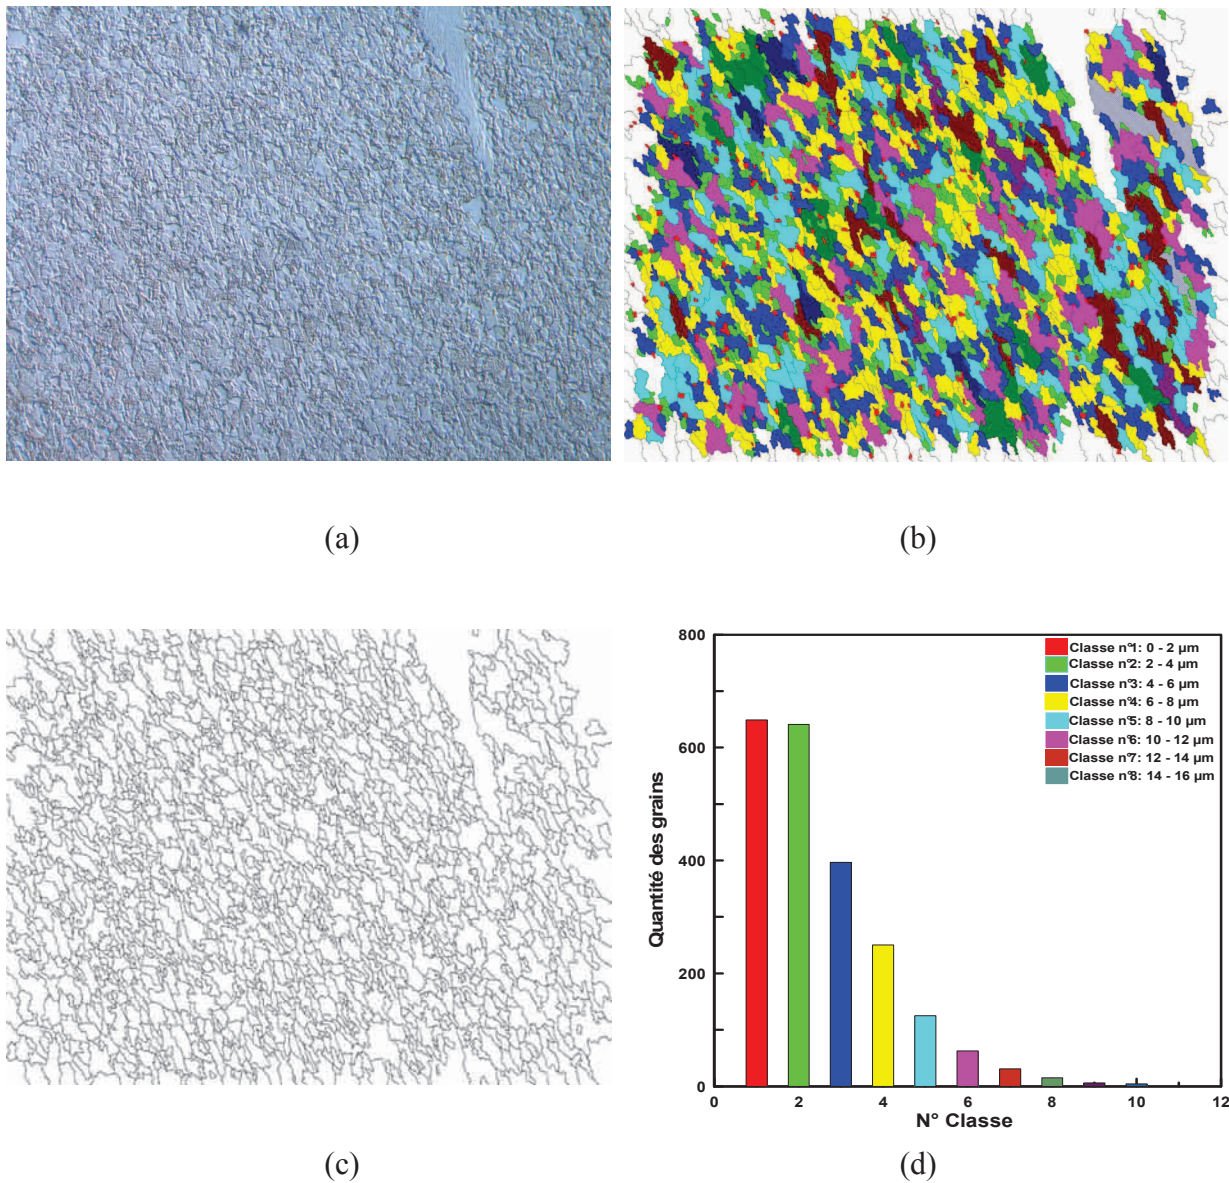 (a)
(b)
(c)
800
600
400
200
0
Quantité des grains
Classe n°1: 0 - 2 µm
Classe n°2: 2 - 4 µm
Classe n°3: 4 - 6 µm
Classe n°4: 6 - 8 µm
Classe n°5: 8 - 10 µm
Classe n°6: 10 - 12 µm
Classe n°7: 12 - 14 µm
Classe n°8: 14 - 16 µm
0 2 4 6 8 10 12
N° Classe
(d)